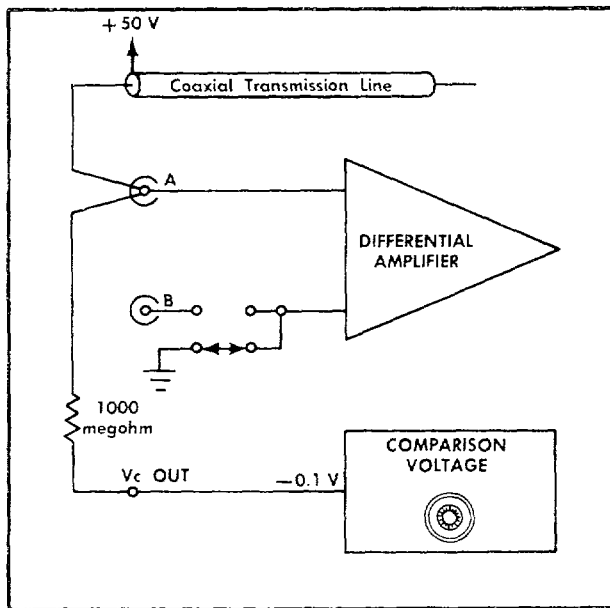 +50 V
Coaxial Transmission Line
A
DIFFERENTIAL
AMPLIFIER
B
1000
megohm
COMPARISON
VOLTAGE
Vc OUT
−0.1 V